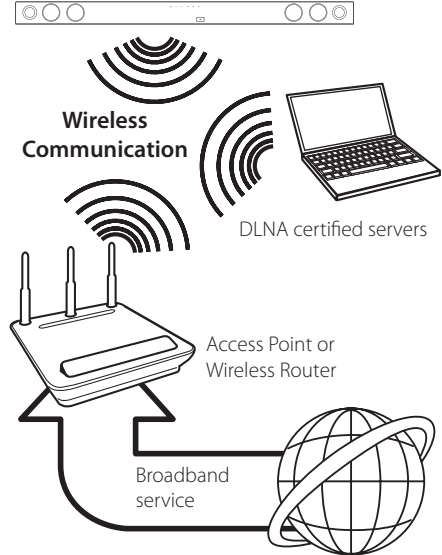 Wireless
Communication
DLNA certified servers
Access Point or
Wireless Router
Broadband
service